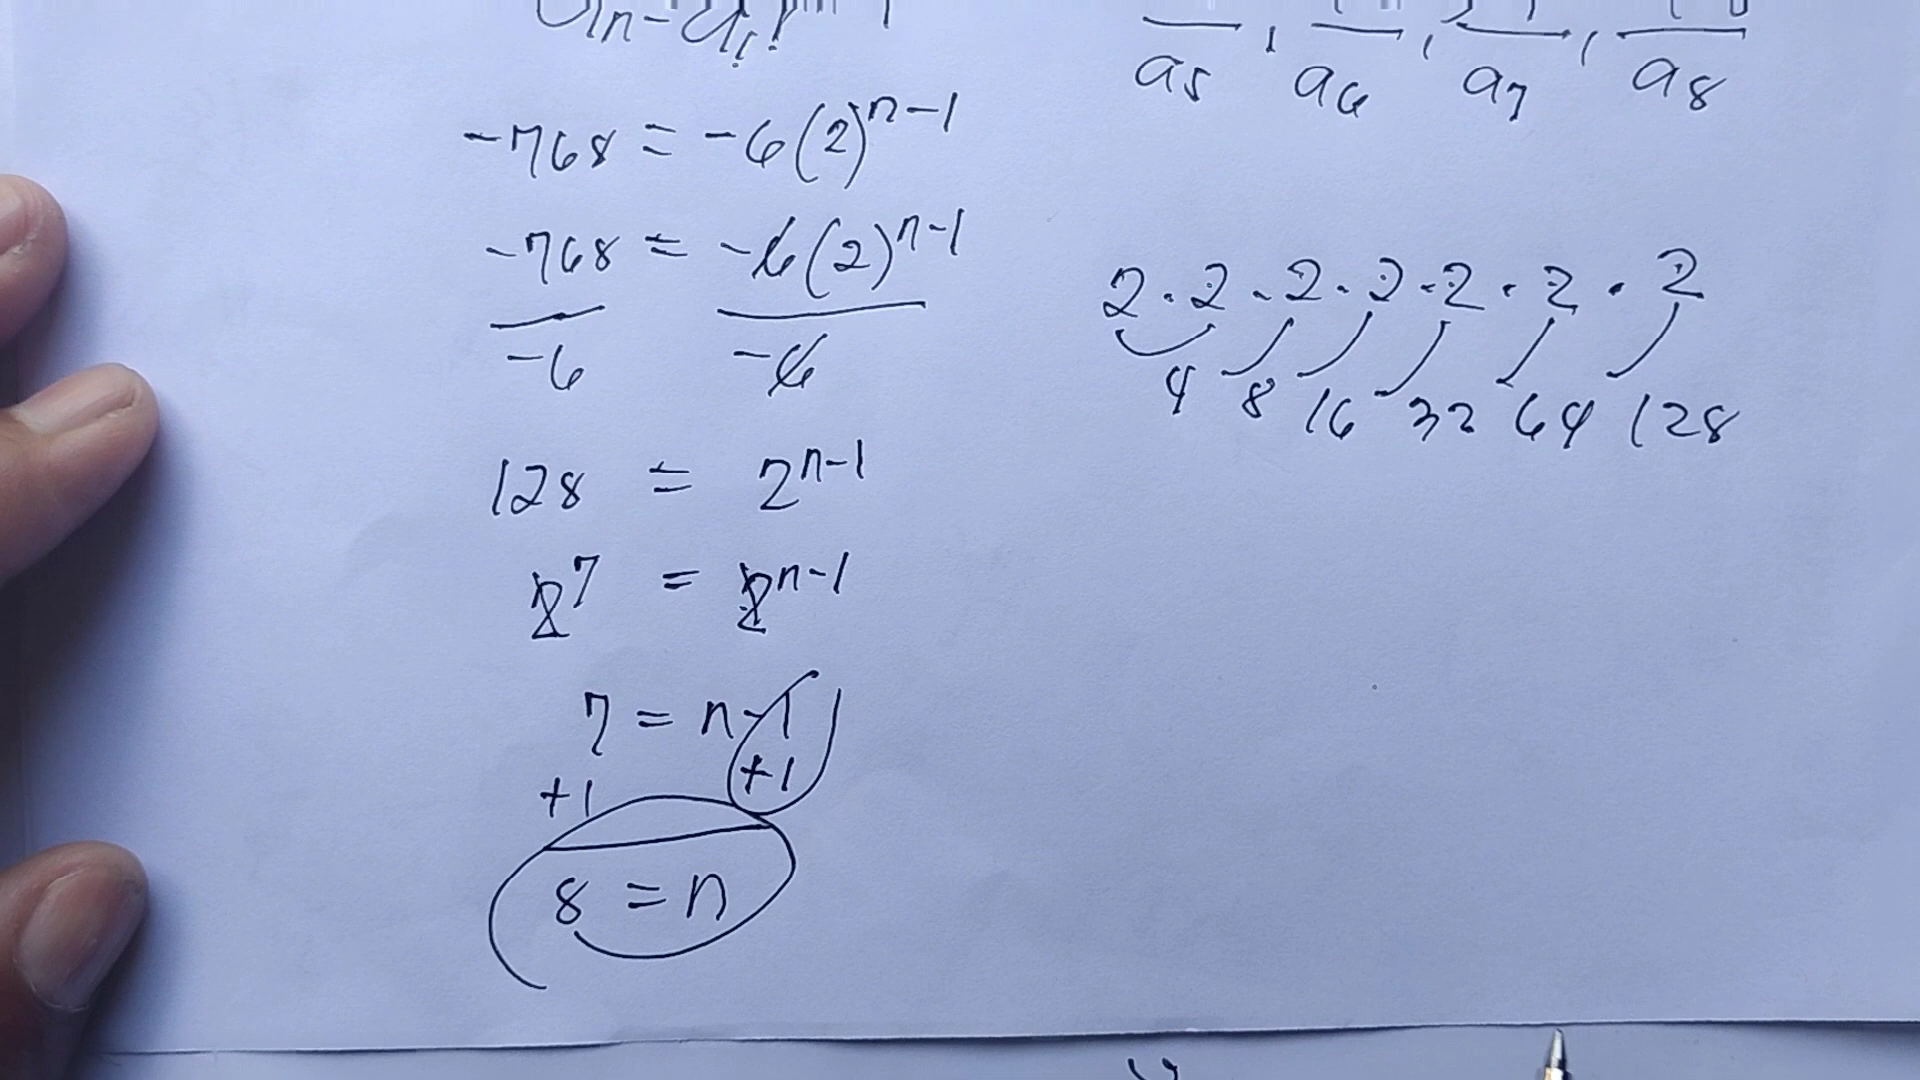 -768 = -6(2)^{n-1}
-768 = -6(2)^{n-1}
-6 -6
128 = 2^{n-1}
2^7 = 2^{n-1}
7 = n-1
+1 +1
8 = n
a5, a6, a7, a8
2 · 2 · 2 · 2 · 2 · 2 · 2
4 8 16 32 64 128